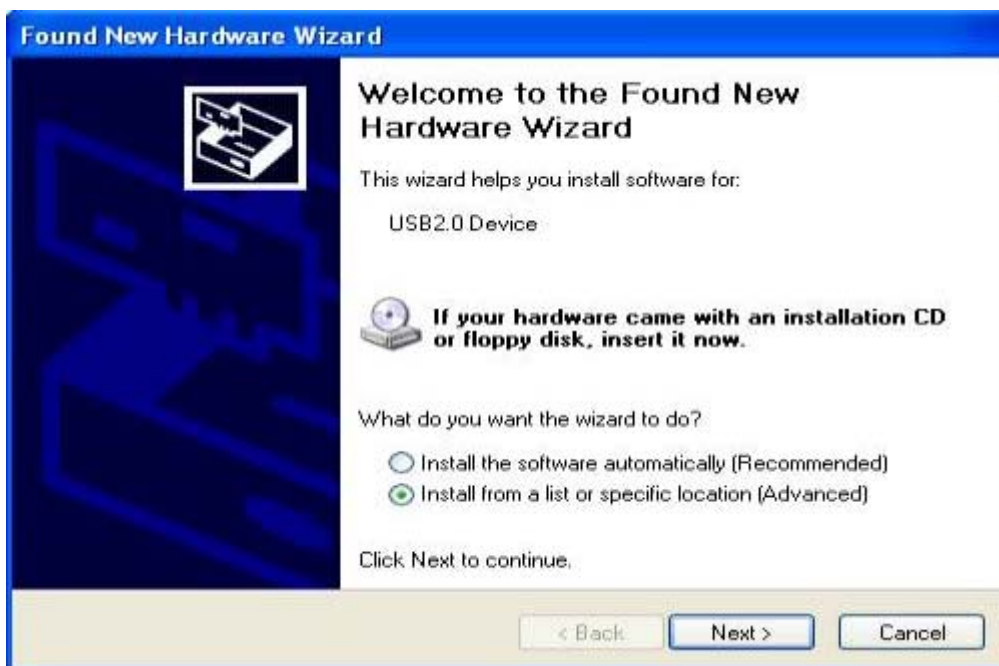 Found New Hardware Wizard
Welcome to the Found New
Hardware Wizard
This wizard helps you install software for:
USB2.0 Device
If your hardware came with an installation CD
or floppy disk, insert it now.
What do you want the wizard to do?
Install the software automatically (Recommended)
Install from a list or specific location (Advanced)
Click Next to continue.
< Back Next > Cancel